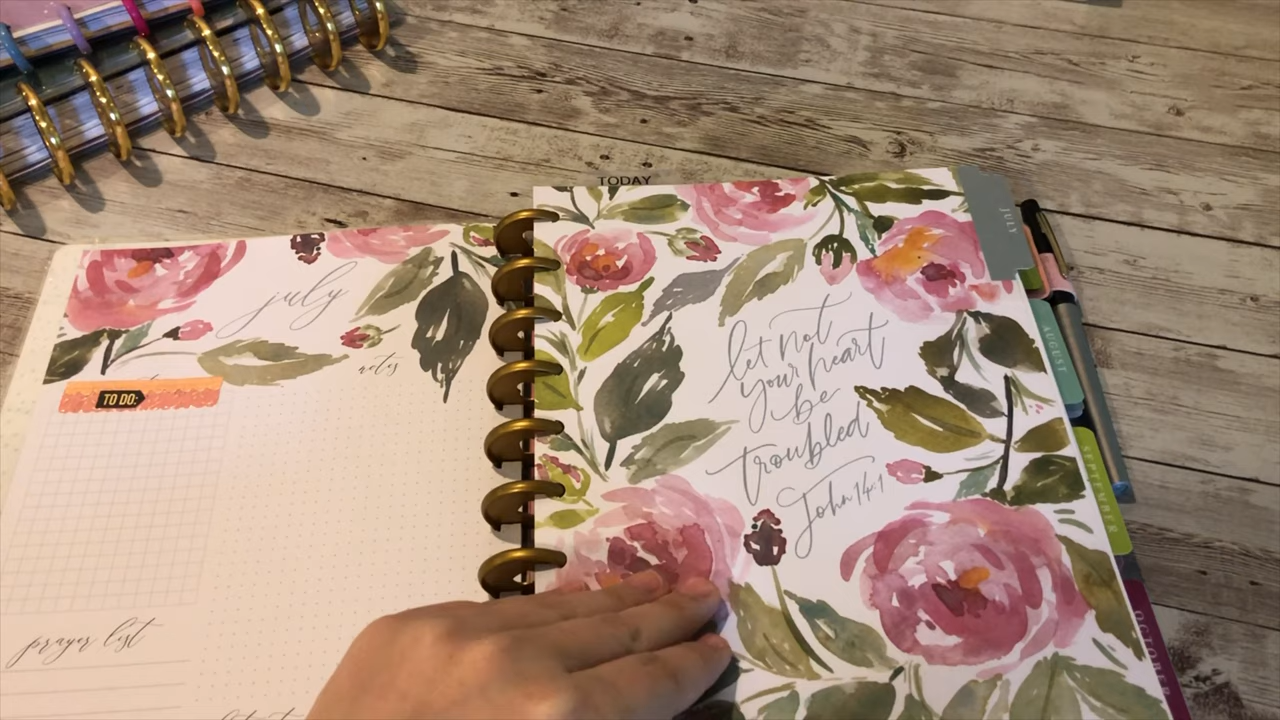 TODAY
july
notes
TO DO:
prayer list
let not
your heart
be
troubled
John 14:1
JULY
AUGUST
SEPTEMBER
OCTOBER